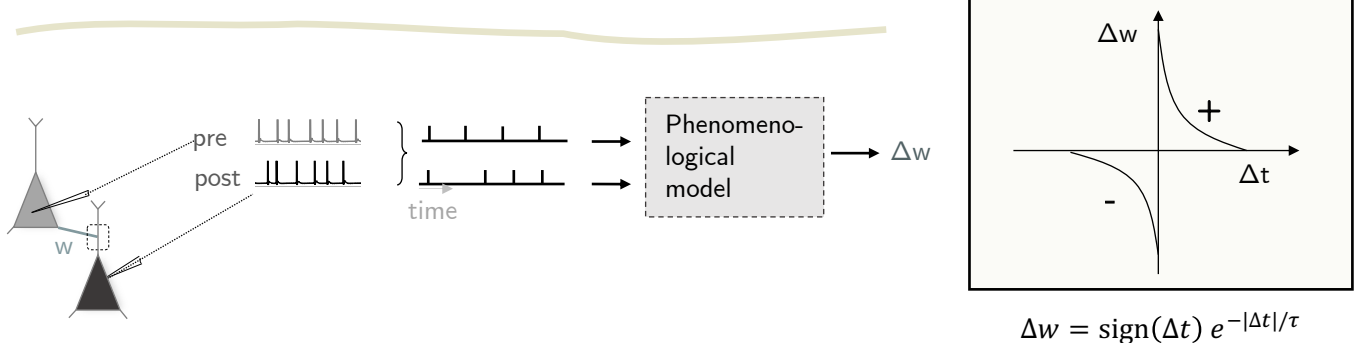 pre
post
time
w
Phenomeno-
logical
model
Δw
Δw
+
Δt
-
Δw = sign(Δt) e^{-|Δt|/τ}